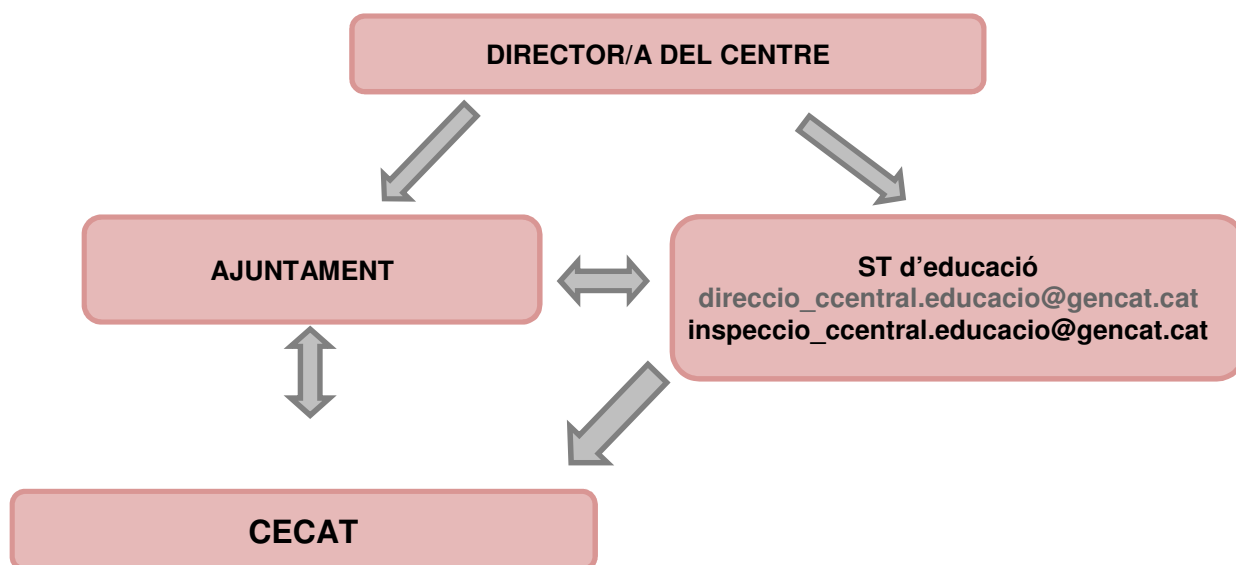 DIRECTOR/A DEL CENTRE
AJUNTAMENT
ST d’educació
direccio_ccentral.educacio@gencat.cat
inspeccio_ccentral.educacio@gencat.cat
CECAT